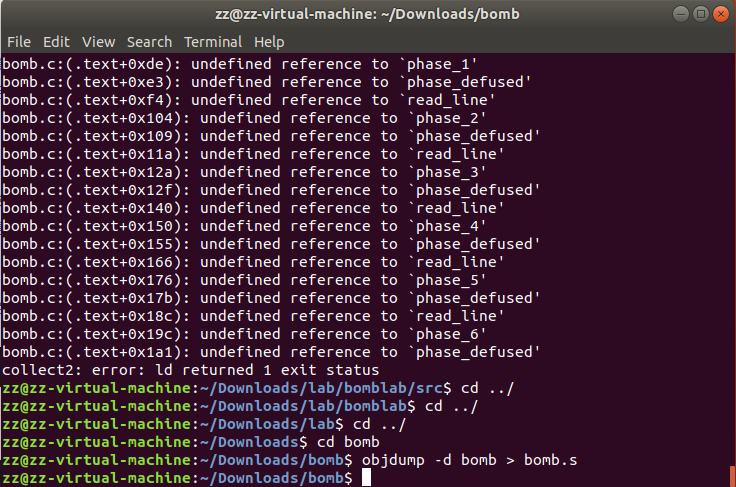 zz@zz-virtual-machine: ~/Downloads/bomb
File Edit View Search Terminal Help
bomb.c:(.text+0xde): undefined reference to `phase_1'
bomb.c:(.text+0xe3): undefined reference to `phase_defused'
bomb.c:(.text+0xf4): undefined reference to `read_line'
bomb.c:(.text+0x104): undefined reference to `phase_2'
bomb.c:(.text+0x109): undefined reference to `phase_defused'
bomb.c:(.text+0x11a): undefined reference to `read_line'
bomb.c:(.text+0x12a): undefined reference to `phase_3'
bomb.c:(.text+0x12f): undefined reference to `phase_defused'
bomb.c:(.text+0x140): undefined reference to `read_line'
bomb.c:(.text+0x150): undefined reference to `phase_4'
bomb.c:(.text+0x155): undefined reference to `phase_defused'
bomb.c:(.text+0x166): undefined reference to `read_line'
bomb.c:(.text+0x176): undefined reference to `phase_5'
bomb.c:(.text+0x17b): undefined reference to `phase_defused'
bomb.c:(.text+0x18c): undefined reference to `read_line'
bomb.c:(.text+0x19c): undefined reference to `phase_6'
bomb.c:(.text+0x1a1): undefined reference to `phase_defused'
collect2: error: ld returned 1 exit status
zz@zz-virtual-machine:~/Downloads/lab/bomblab/src$ cd ../
zz@zz-virtual-machine:~/Downloads/lab/bomblab$ cd ../
zz@zz-virtual-machine:~/Downloads/lab$ cd ../
zz@zz-virtual-machine:~/Downloads$ cd bomb
zz@zz-virtual-machine:~/Downloads/bomb$ objdump -d bomb > bomb.s
zz@zz-virtual-machine:~/Downloads/bomb$